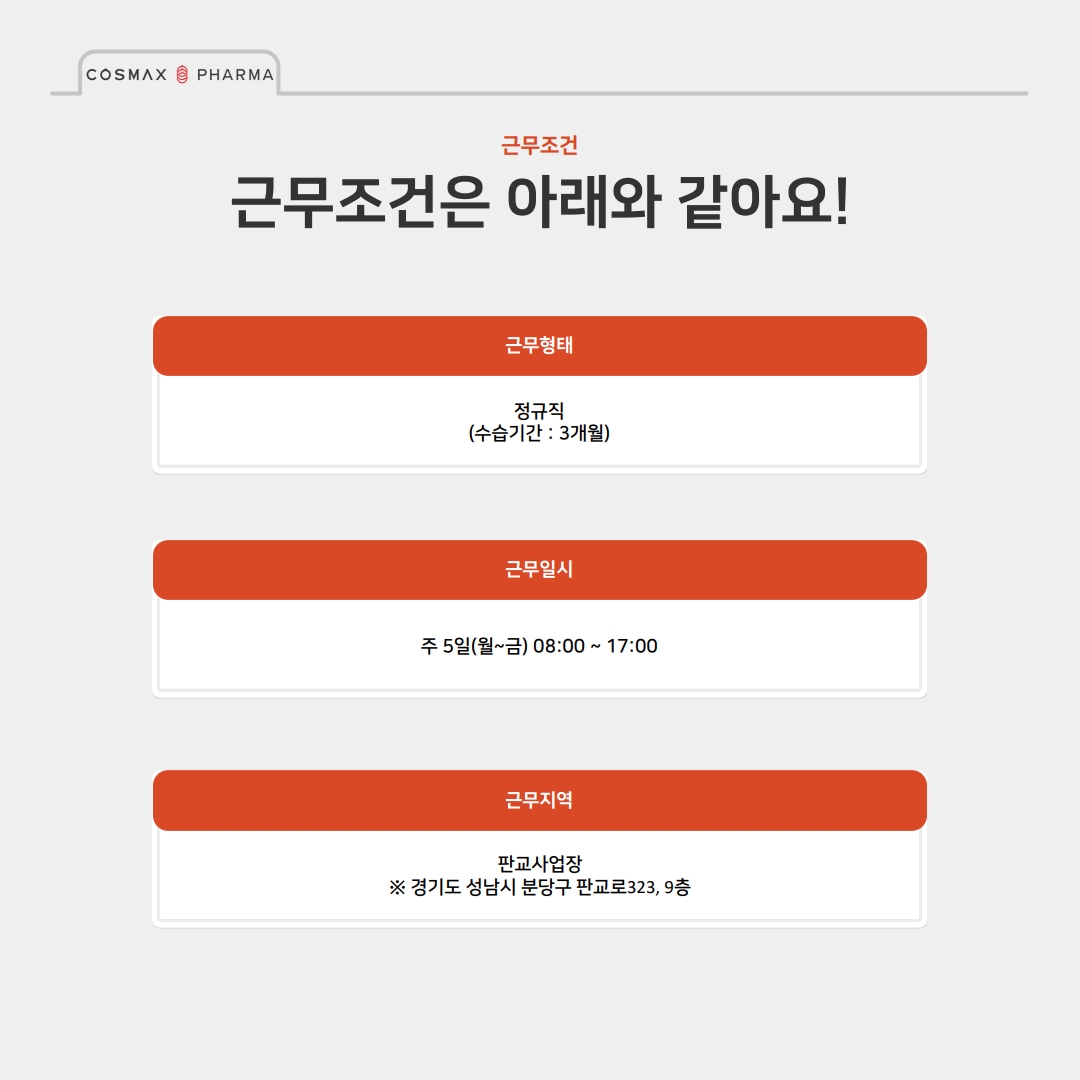 COSMAX PHARMA
근무조건
근무조건은 아래와 같아요!
근무형태
정규직
(수습기간 : 3개월)
근무일시
주 5일(월~금) 08:00 ~ 17:00
근무지역
판교사업장
※ 경기도 성남시 분당구 판교로323, 9층